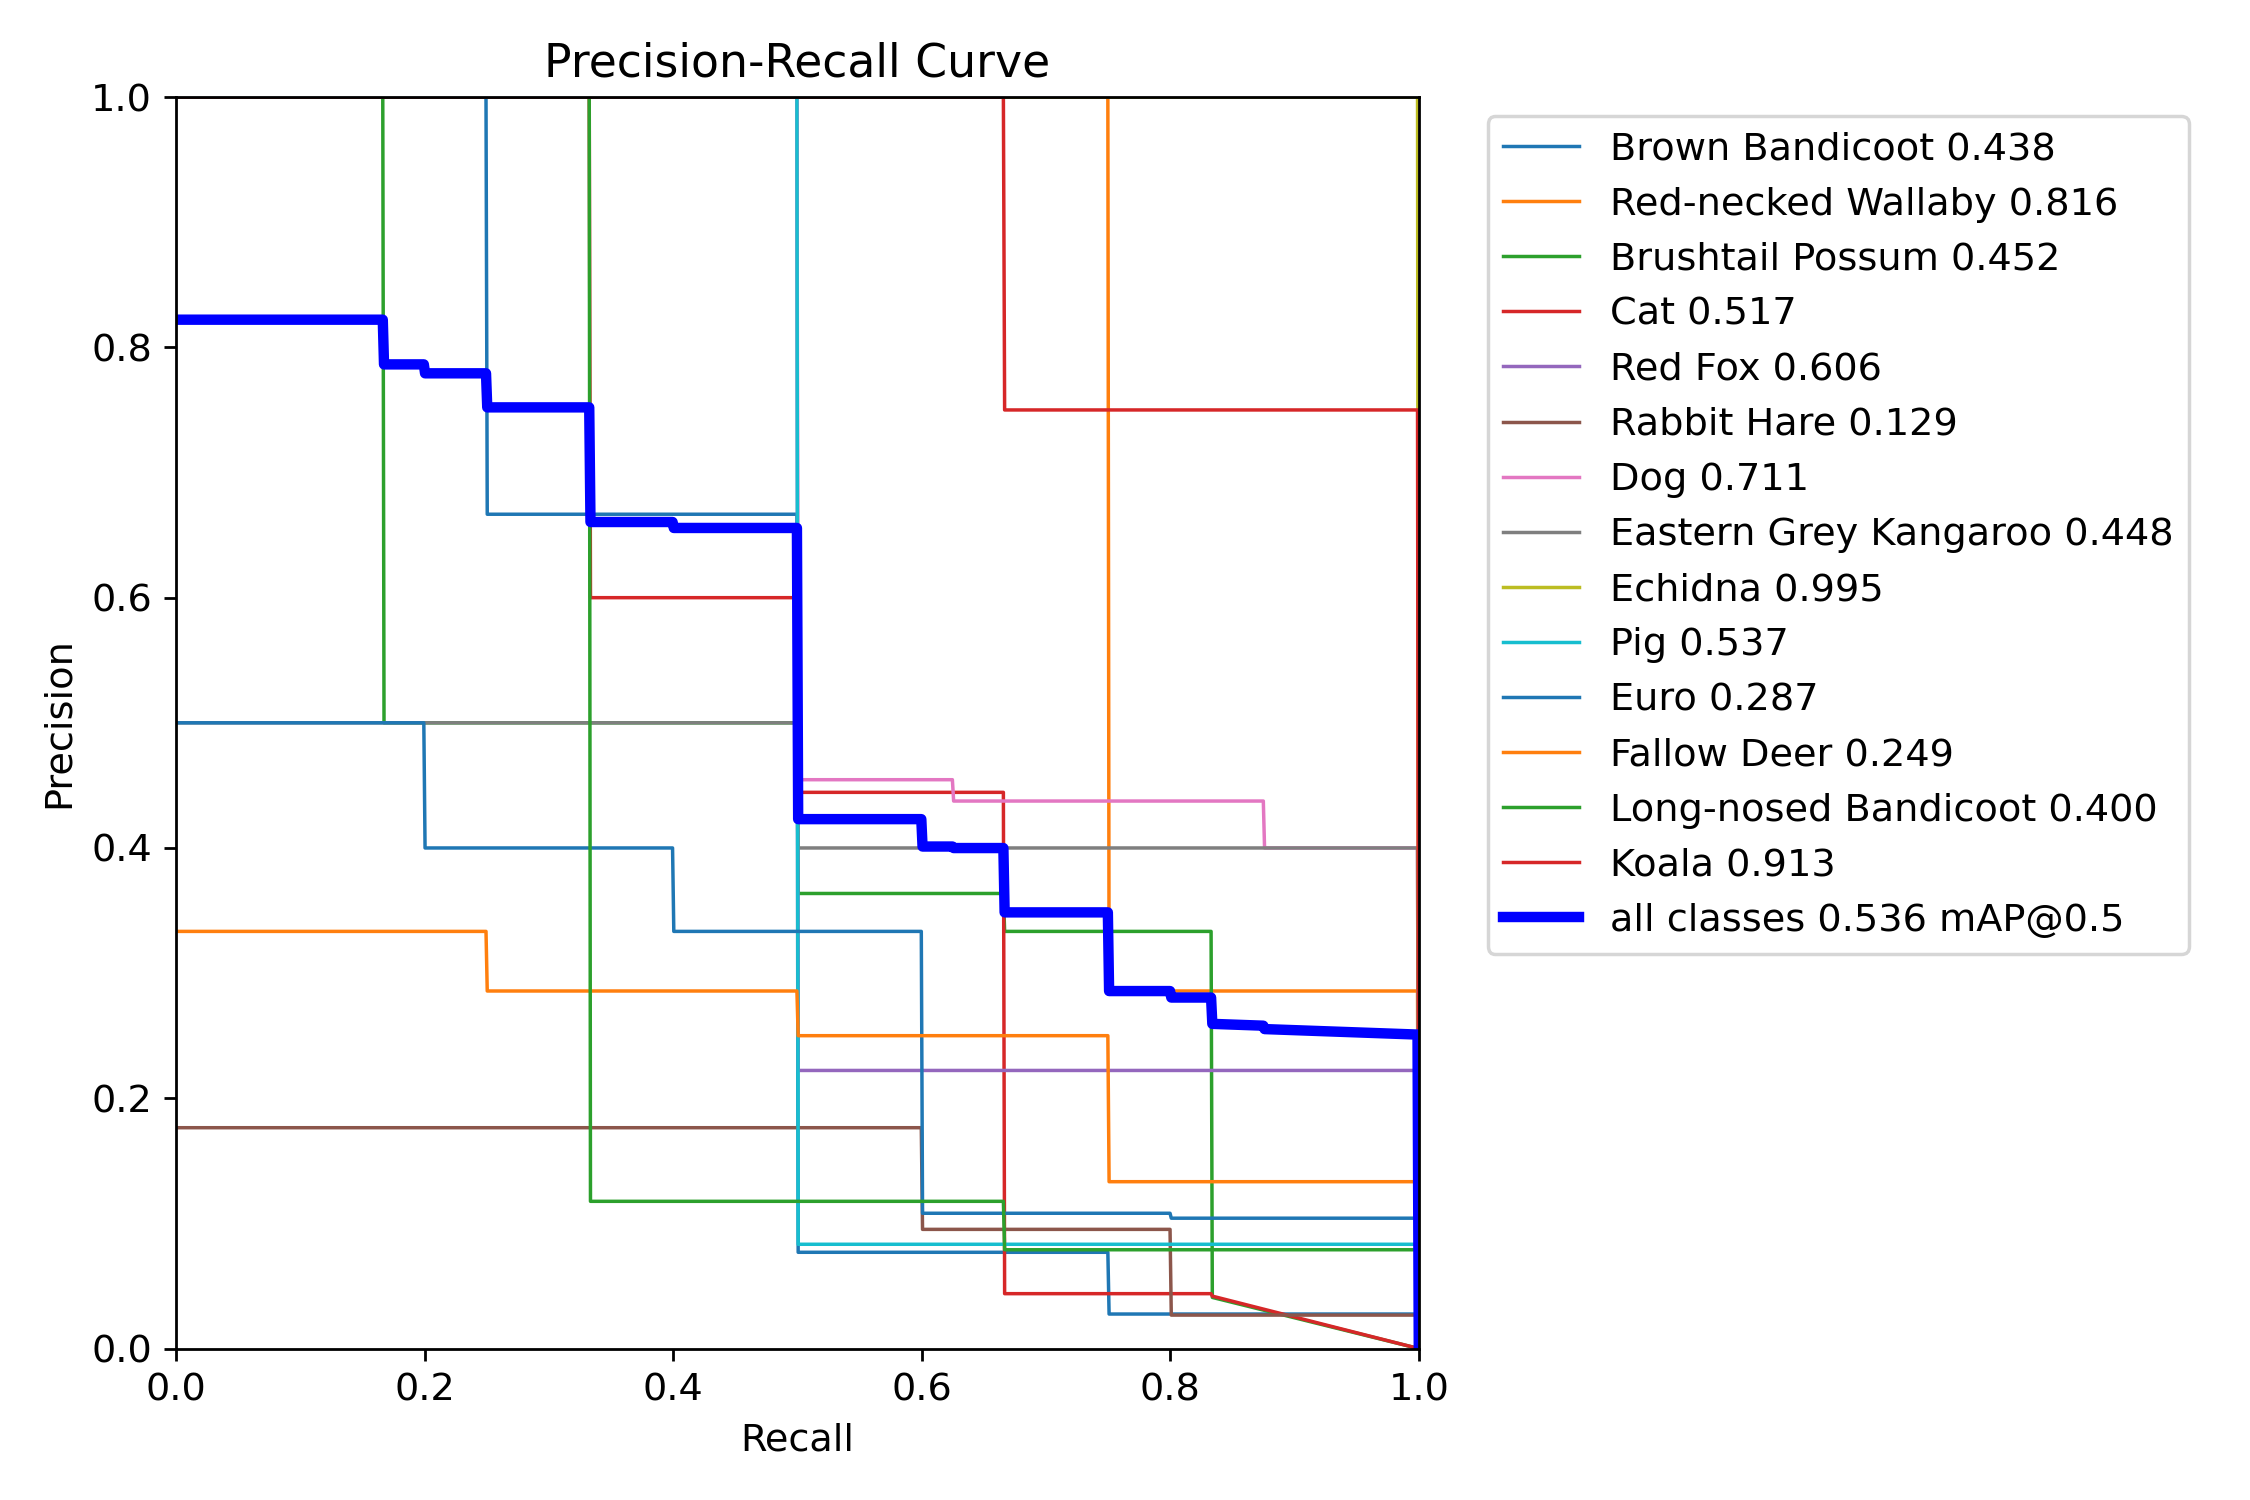 Precision-Recall Curve
1.0
0.8
0.6
0.4
0.2
0.0
Precision
0.0 0.2 0.4 0.6 0.8 1.0
Recall
Brown Bandicoot 0.438
Red-necked Wallaby 0.816
Brushtail Possum 0.452
Cat 0.517
Red Fox 0.606
Rabbit Hare 0.129
Dog 0.711
Eastern Grey Kangaroo 0.448
Echidna 0.995
Pig 0.537
Euro 0.287
Fallow Deer 0.249
Long-nosed Bandicoot 0.400
Koala 0.913
all classes 0.536 mAP@0.5